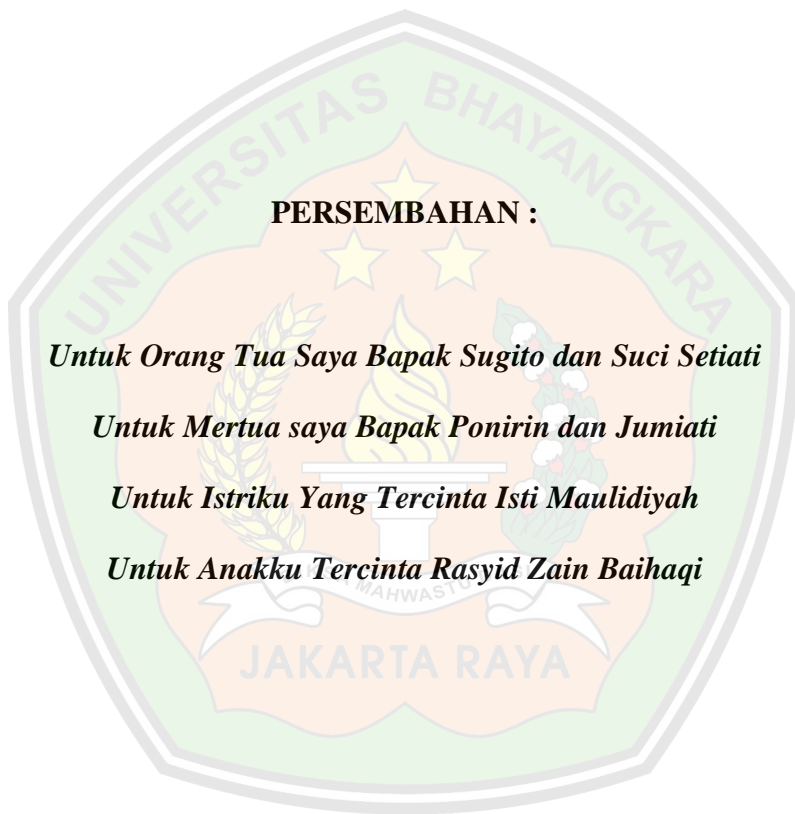 UNIVERSITAS BHAYANGKARA
PERSEMBAHAN :
Untuk Orang Tua Saya Bapak Sugito dan Suci Setiati
Untuk Mertua saya Bapak Ponirin dan Jumiati
Untuk Istriku Yang Tercinta Isti Maulidiyah
Untuk Anakku Tercinta Rasyid Zain Baihaqi
JAKARTA RAYA